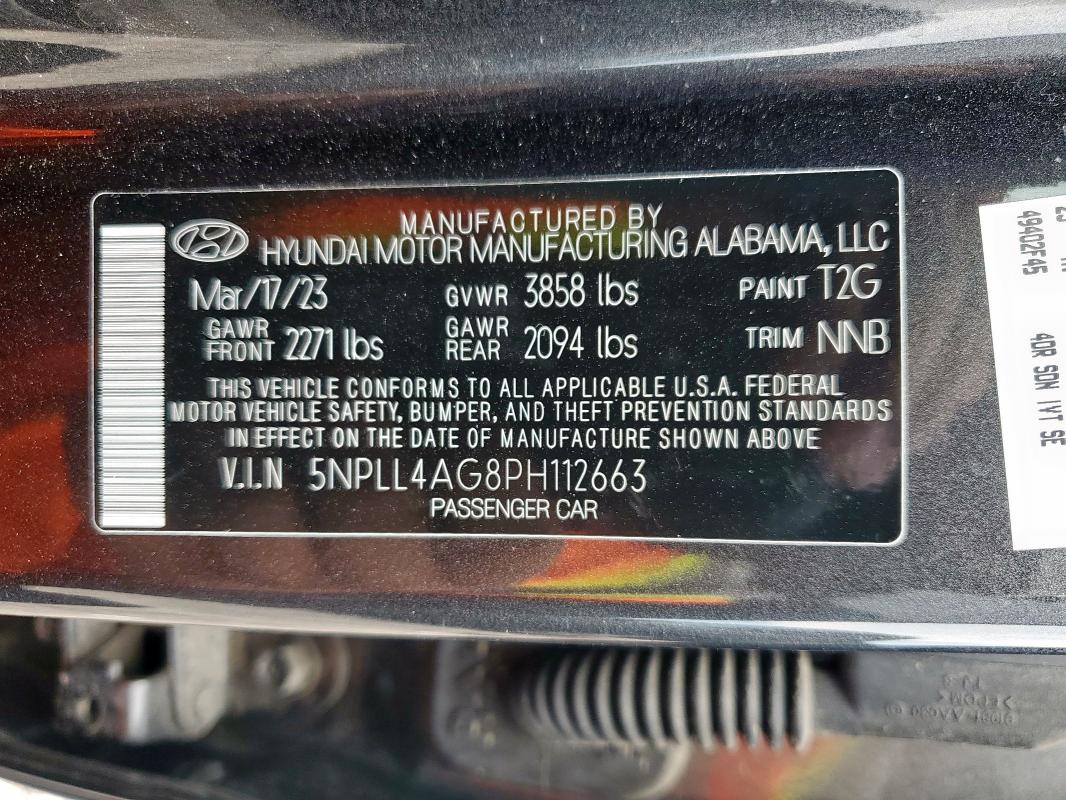 MANUFACTURED BY
HYUNDAI MOTOR MANUFACTURING ALABAMA, LLC
Mar/17/23 GVWR 3858 lbs PAINT T2G
GAWR FRONT 2271 lbs GAWR REAR 2094 lbs TRIM NNB
THIS VEHICLE CONFORMS TO ALL APPLICABLE U.S.A. FEDERAL
MOTOR VEHICLE SAFETY, BUMPER, AND THEFT PREVENTION STANDARDS
IN EFFECT ON THE DATE OF MANUFACTURE SHOWN ABOVE
V.I.N 5NPLL4AG8PH112663
PASSENGER CAR
49402F45
4DR SDN IVT SE